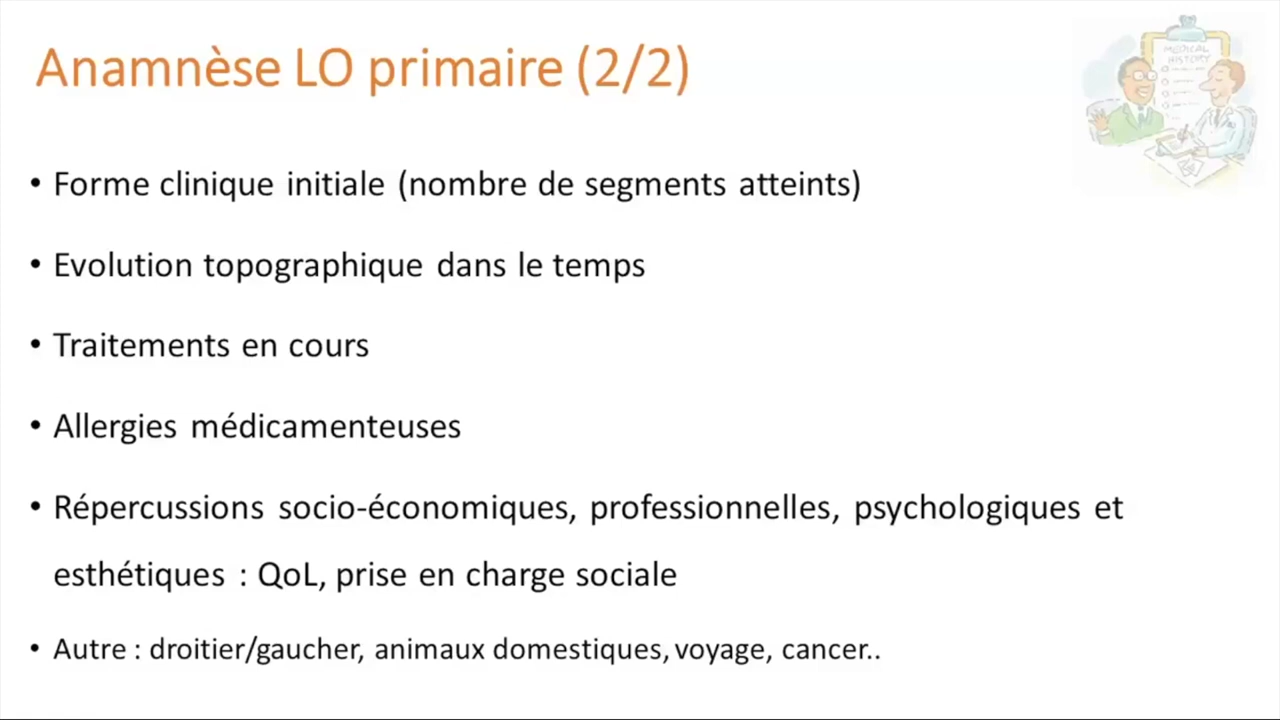 Anamnèse LO primaire (2/2)
MEDICAL
HISTORY
• Forme clinique initiale (nombre de segments atteints)
• Evolution topographique dans le temps
• Traitements en cours
• Allergies médicamenteuses
• Répercussions socio-économiques, professionnelles, psychologiques et
esthétiques : QoL, prise en charge sociale
• Autre : droitier/gaucher, animaux domestiques, voyage, cancer..